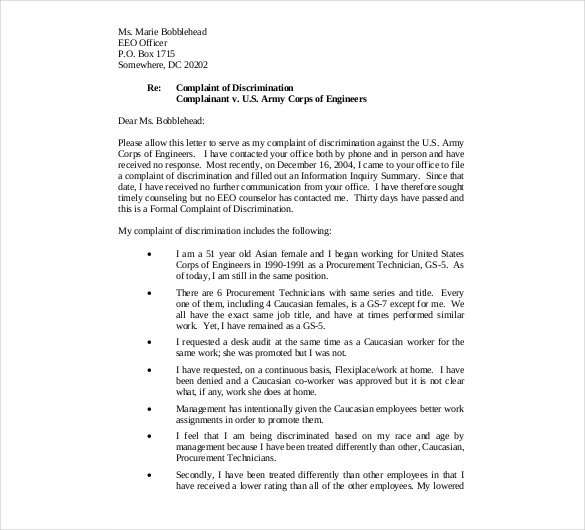 Ms. Marie Bobblehead
EEO Officer
P.O. Box 1715
Somewhere, DC 20202
Re: Complaint of Discrimination
Complainant v. U.S. Army Corps of Engineers
Dear Ms. Bobblehead:
Please allow this letter to serve as my complaint of discrimination against the U.S. Army
Corps of Engineers. I have contacted your office both by phone and in person and have
received no response. Most recently, on December 16, 2004, I came to your office to file
a complaint of discrimination and filled out an Information Inquiry Summary. Since that
date, I have received no further communication from your office. I have therefore sought
timely counseling but no EEO counselor has contacted me. Thirty days have passed and
this is a Formal Complaint of Discrimination.
My complaint of discrimination includes the following:
• I am a 51 year old Asian female and I began working for United States
Corps of Engineers in 1990-1991 as a Procurement Technician, GS-5. As
of today, I am still in the same position.
• There are 6 Procurement Technicians with same series and title. Every
one of them, including 4 Caucasian females, is a GS-7 except for me. We
all have the exact same job title, and have at times performed similar
work. Yet, I have remained as a GS-5.
• I requested a desk audit at the same time as a Caucasian worker for the
same work; she was promoted but I was not.
• I have requested, on a continuous basis, Flexiplace/work at home. I have
been denied and a Caucasian co-worker was approved but it is not clear
what, if any, work she does at home.
• Management has intentionally given the Caucasian employees better work
assignments in order to promote them.
• I feel that I am being discriminated based on my race and age by
management because I have been treated differently than other, Caucasian,
Procurement Technicians.
• Secondly, I have been treated differently than other employees in that I
have received a lower rating than all of the other employees. My lowered